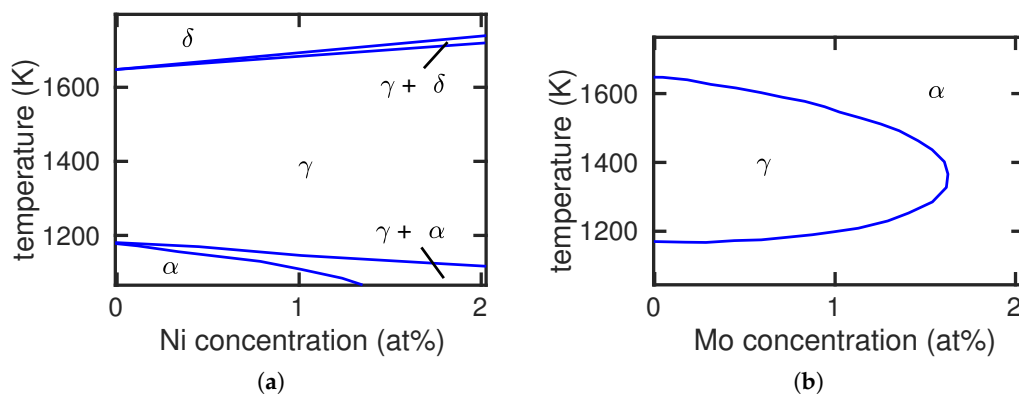 δ
1600
γ + δ
1400
γ
1200
γ + α
α
0 1 2
temperature (K)
Ni concentration (at%)
(a)
α
1600
1400
γ
1200
0 1 2
temperature (K)
Mo concentration (at%)
(b)